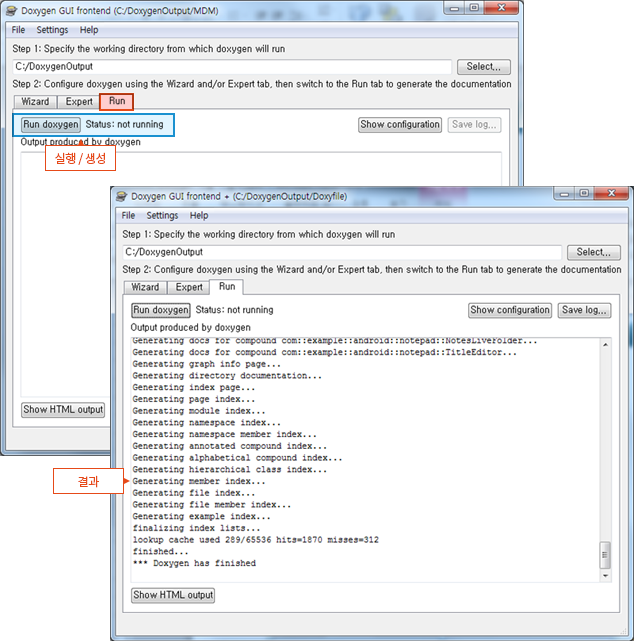 Doxygen GUI frontend (C:/DoxygenOutput/MDM)
File Settings Help
Step 1: Specify the working directory from which doxygen will run
C:/DoxygenOutput
Select...
Step 2: Configure doxygen using the Wizard and/or Expert tab, then switch to the Run tab to generate the documentation
Wizard Expert Run
Run doxygen Status: not running Show configuration Save log...
Output produced by doxygen
실행 / 생성
Show HTML output
Doxygen GUI frontend + (C:/DoxygenOutput/Doxyfile)
File Settings Help
Step 1: Specify the working directory from which doxygen will run
C:/DoxygenOutput
Select...
Step 2: Configure doxygen using the Wizard and/or Expert tab, then switch to the Run tab to generate the documentation
Wizard Expert Run
Run doxygen Status: not running Show configuration Save log...
Output produced by doxygen
Generating docs for compound com::example::android::notepad::NotesLiveFolder...
Generating docs for compound com::example::android::notepad::TitleEditor...
Generating graph info page...
Generating directory documentation...
Generating index page...
Generating page index...
Generating module index...
Generating namespace index...
Generating namespace member index...
Generating annotated compound index...
Generating alphabetical compound index...
Generating hierarchical class index...
Generating member index...
Generating file index...
Generating file member index...
Generating example index...
finalizing index lists...
lookup cache used 289/65536 hits=1870 misses=312
finished...
*** Doxygen has finished
결과
Show HTML output